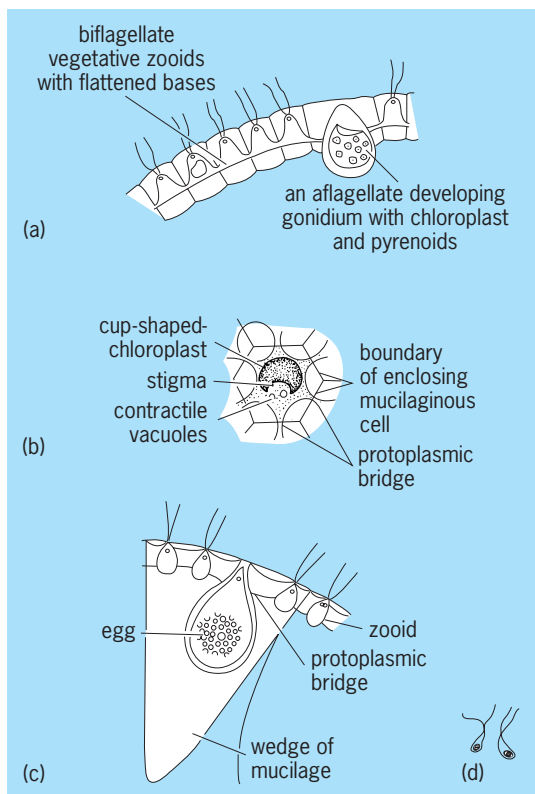 biflagellate
vegetative zooids
with flattened bases
an aflagellate developing
gonidium with chloroplast
and pyrenoids
(a)
cup-shaped-
chloroplast
stigma
contractile
vacuoles
boundary
of enclosing
mucilaginous
cell
protoplasmic
bridge
(b)
egg
zooid
protoplasmic
bridge
wedge of
mucilage
(c)
(d)